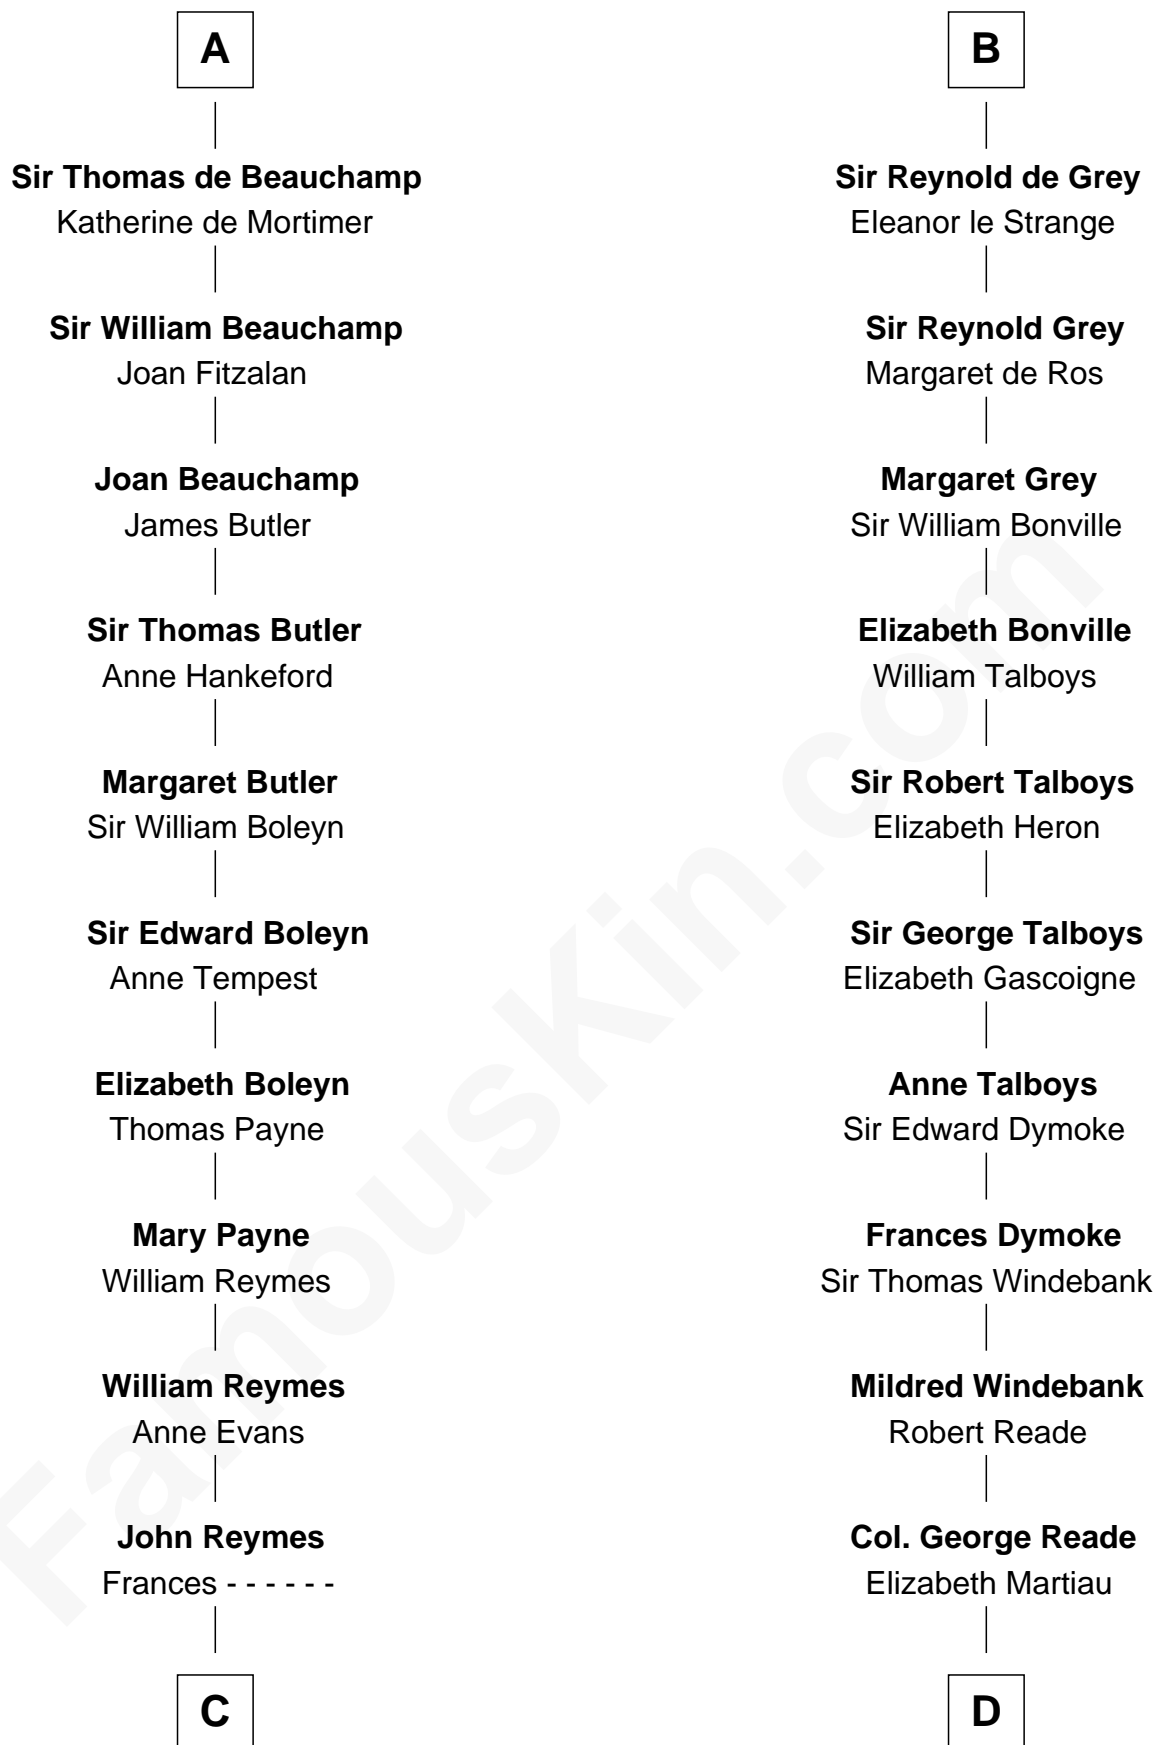 A
Sir Thomas de Beauchamp
Katherine de Mortimer
Sir William Beauchamp
Joan Fitzalan
Joan Beauchamp
James Butler
Sir Thomas Butler
Anne Hankeford
Margaret Butler
Sir William Boleyn
Sir Edward Boleyn
Anne Tempest
Elizabeth Boleyn
Thomas Payne
Mary Payne
William Reymes
William Reymes
Anne Evans
John Reymes
Frances - - - - - -
C
B
Sir Reynold de Grey
Eleanor le Strange
Sir Reynold Grey
Margaret de Ros
Margaret Grey
Sir William Bonville
Elizabeth Bonville
William Talboys
Sir Robert Talboys
Elizabeth Heron
Sir George Talboys
Elizabeth Gascoigne
Anne Talboys
Sir Edward Dymoke
Frances Dymoke
Sir Thomas Windebank
Mildred Windebank
Robert Reade
Col. George Reade
Elizabeth Martiau
D
FamousKin.com